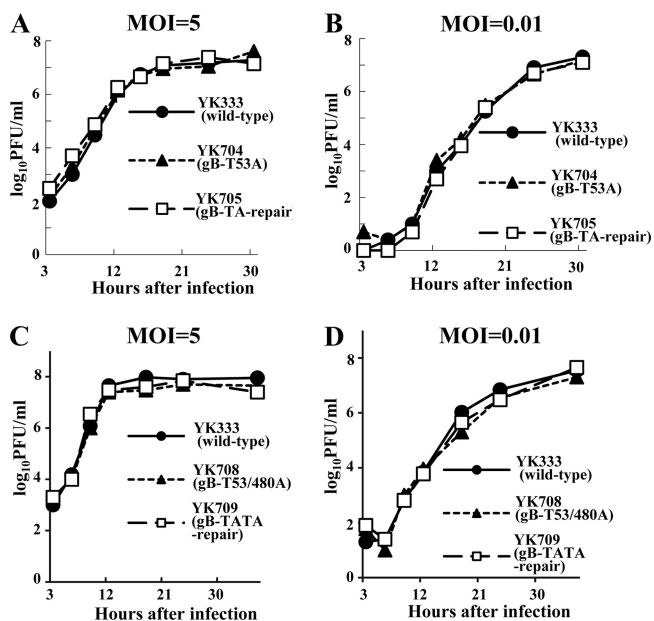 A
MOI=5
log10PFU/ml
8
6
4
2
0
YK333
(wild-type)
YK704
(gB-T53A)
YK705
(gB-TA-repair
3 12 21 30
Hours after infection
B
MOI=0.01
log10PFU/ml
8
6
4
2
0
YK333
(wild-type)
YK704
(gB-T53A)
YK705
(gB-TA-repair)
3 12 21 30
Hours after infection
C
MOI=5
log10PFU/ml
8
6
4
2
0
YK333
(wild-type)
YK708
(gB-T53/480A)
YK709
(gB-TATA
-repair)
3 12 21 30
Hours after infection
D
MOI=0.01
log10PFU/ml
8
6
4
2
0
YK333
(wild-type)
YK708
(gB-T53/480A)
YK709
(gB-TATA
-repair)
3 12 21 30
Hours after infection